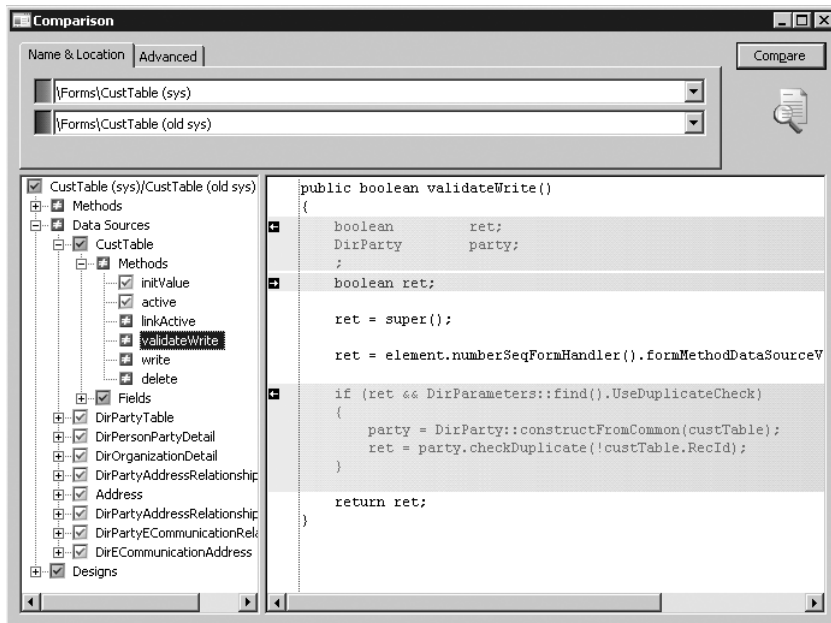 Comparison
Name & Location
Advanced
Compare
\Forms\CustTable (sys)
\Forms\CustTable (old sys)
CustTable (sys)/CustTable (old sys)
Methods
Data Sources
CustTable
Methods
initValue
active
linkActive
validateWrite
write
delete
Fields
DirPartyTable
DirPersonPartyDetail
DirOrganizationDetail
DirPartyAddressRelationship
Address
DirPartyAddressRelationship
DirPartyECommunicationRela
DirECommunicationAddress
Designs
public boolean validateWrite()
{
boolean ret;
DirParty party;
;
boolean ret;
ret = super();
ret = element.numberSeqFormHandler().formMethodDataSourceV
if (ret && DirParameters::find().UseDuplicateCheck)
{
party = DirParty::constructFromCommon(custTable);
ret = party.checkDuplicate(!custTable.RecId);
}
return ret;
}